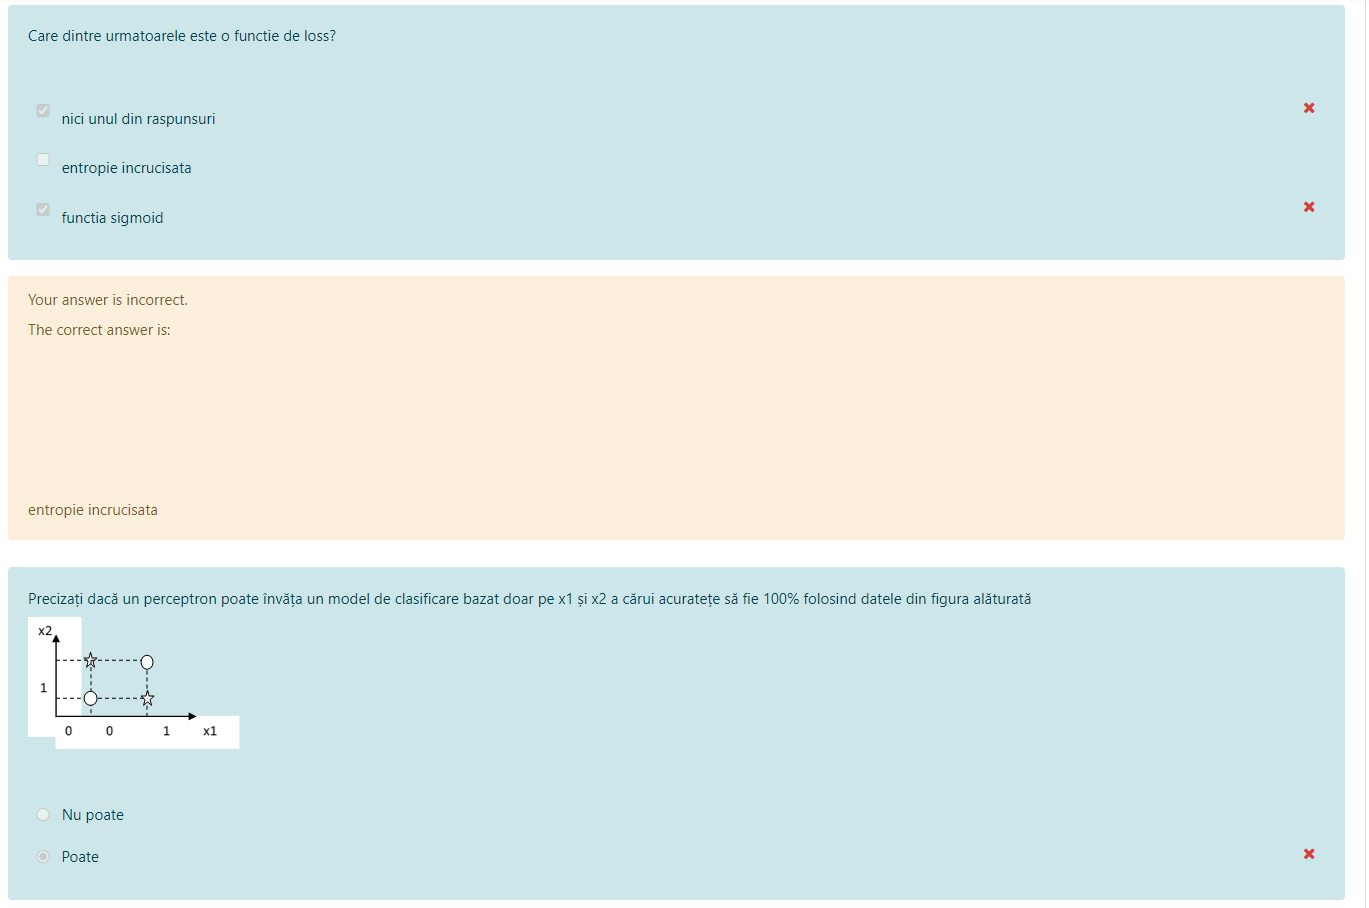 Care dintre urmatoarele este o functie de loss?
nici unul din raspunsuri
entropie incrucisata
functia sigmoid
Your answer is incorrect.
The correct answer is:
entropie incrucisata
Precizați dacă un perceptron poate învăța un model de clasificare bazat doar pe x1 și x2 a cărui acuratețe să fie 100% folosind datele din figura alăturată
x2
1
0 0 1 x1
Nu poate
Poate